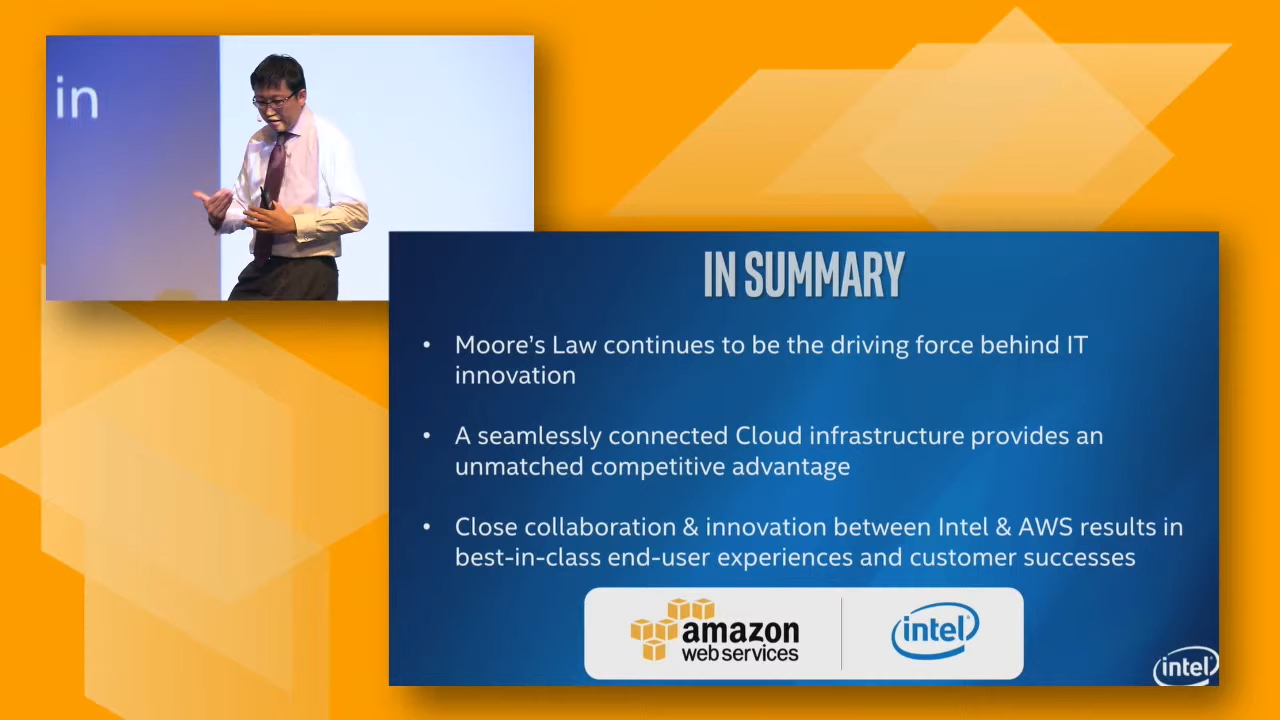 in
IN SUMMARY
• Moore's Law continues to be the driving force behind IT
innovation
• A seamlessly connected Cloud infrastructure provides an
unmatched competitive advantage
• Close collaboration & innovation between Intel & AWS results in
best-in-class end-user experiences and customer successes
amazon
web services
intel
intel